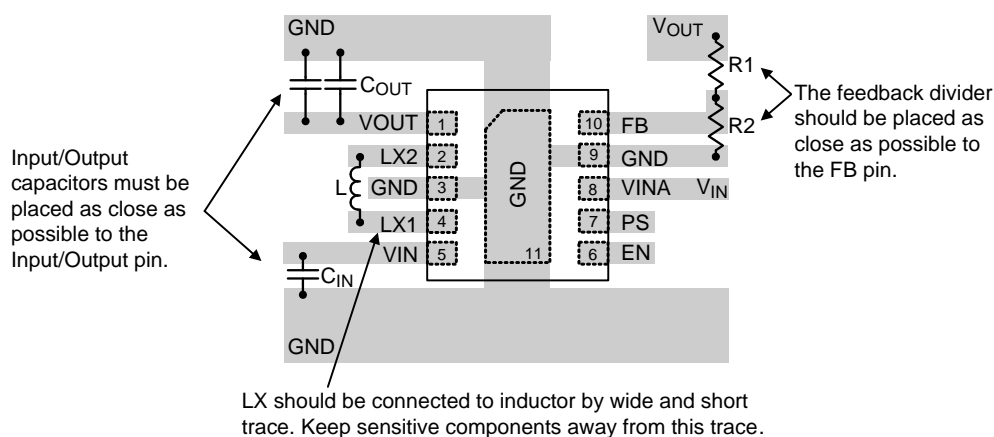 GND
VOUT
R1
COUT
The feedback divider
should be placed as
close as possible to
the FB pin.
VOUT 1
10 FB
R2
Input/Output
capacitors must be
placed as close as
possible to the
Input/Output pin.
LX2 2
9 GND
L GND 3
GND
8 VINA VIN
LX1 4
7 PS
VIN 5
11
6 EN
CIN
GND
LX should be connected to inductor by wide and short
trace. Keep sensitive components away from this trace.